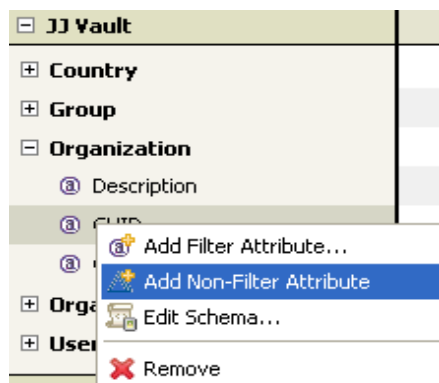 JJ Vault
Country
Group
Organization
Description
Add Filter Attribute...
Add Non-Filter Attribute
Edit Schema...
Remove